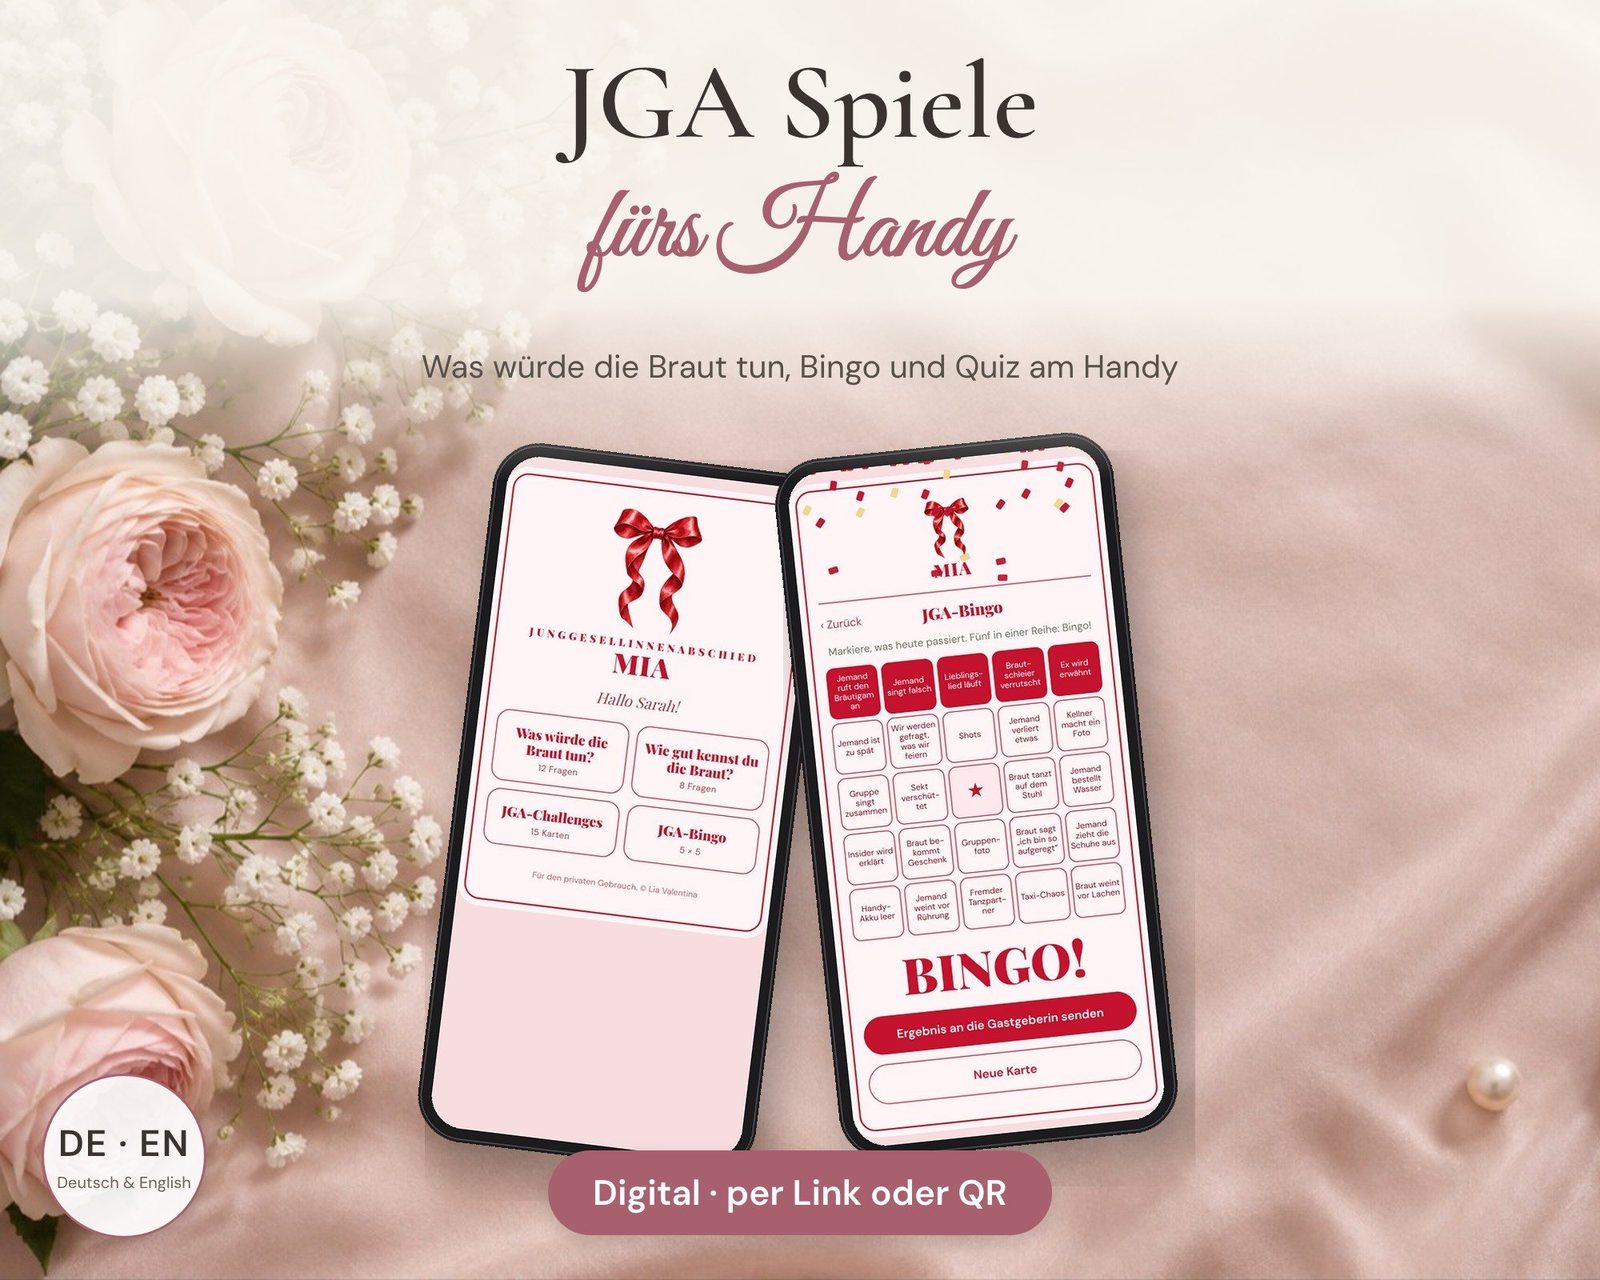 JGA Spiele
fürs Handy
Was würde die Braut tun, Bingo und Quiz am Handy
JUNGGESELLINNENABSCHIED
MIA
Hallo Sarah!
Was würde die
Braut tun?
12 Fragen
Wie gut kennst du
die Braut?
8 Fragen
JGA-Challenges
15 Karten
JGA-Bingo
5 × 5
Für den privaten Gebrauch. © Lia Valentina
MIA
‹ Zurück
JGA-Bingo
Markiere, was heute passiert. Fünf in einer Reihe: Bingo!
Jemand
ruft den
Bräutigam
an
Jemand
singt falsch
Lieblings-
lied läuft
Braut-
schleier
verrutscht
Ex wird
erwähnt
Jemand ist
zu spät
Wir werden
gefragt,
was wir
feiern
Shots
Jemand
verliert
etwas
Kellner
macht ein
Foto
Gruppe
singt
zusammen
Sekt
verschüt-
tet
Braut tanzt
auf dem
Stuhl
Jemand
bestellt
Wasser
Insider wird
erklärt
Braut be-
kommt
Geschenk
Gruppen-
foto
Braut sagt
„ich bin so
aufgeregt"
Jemand
zieht die
Schuhe aus
Handy-
Akku leer
Jemand
weint vor
Rührung
Fremder
Tanzpart-
ner
Taxi-Chaos
Braut weint
vor Lachen
BINGO!
Ergebnis an die Gastgeberin senden
Neue Karte
DE · EN
Deutsch & English
Digital · per Link oder QR